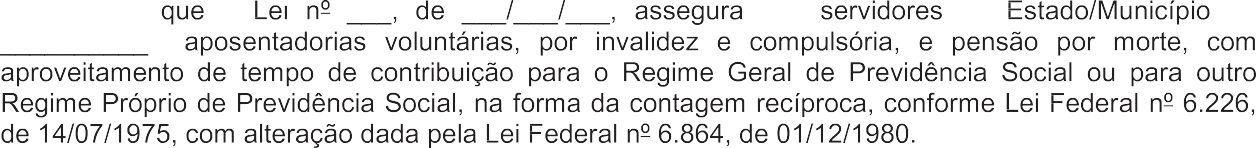 que Lei nº ___, de ___/___/___, assegura servidores Estado/Município
__________ aposentadorias voluntárias, por invalidez e compulsória, e pensão por morte, com
aproveitamento de tempo de contribuição para o Regime Geral de Previdência Social ou para outro
Regime Próprio de Previdência Social, na forma da contagem recíproca, conforme Lei Federal nº 6.226,
de 14/07/1975, com alteração dada pela Lei Federal nº 6.864, de 01/12/1980.